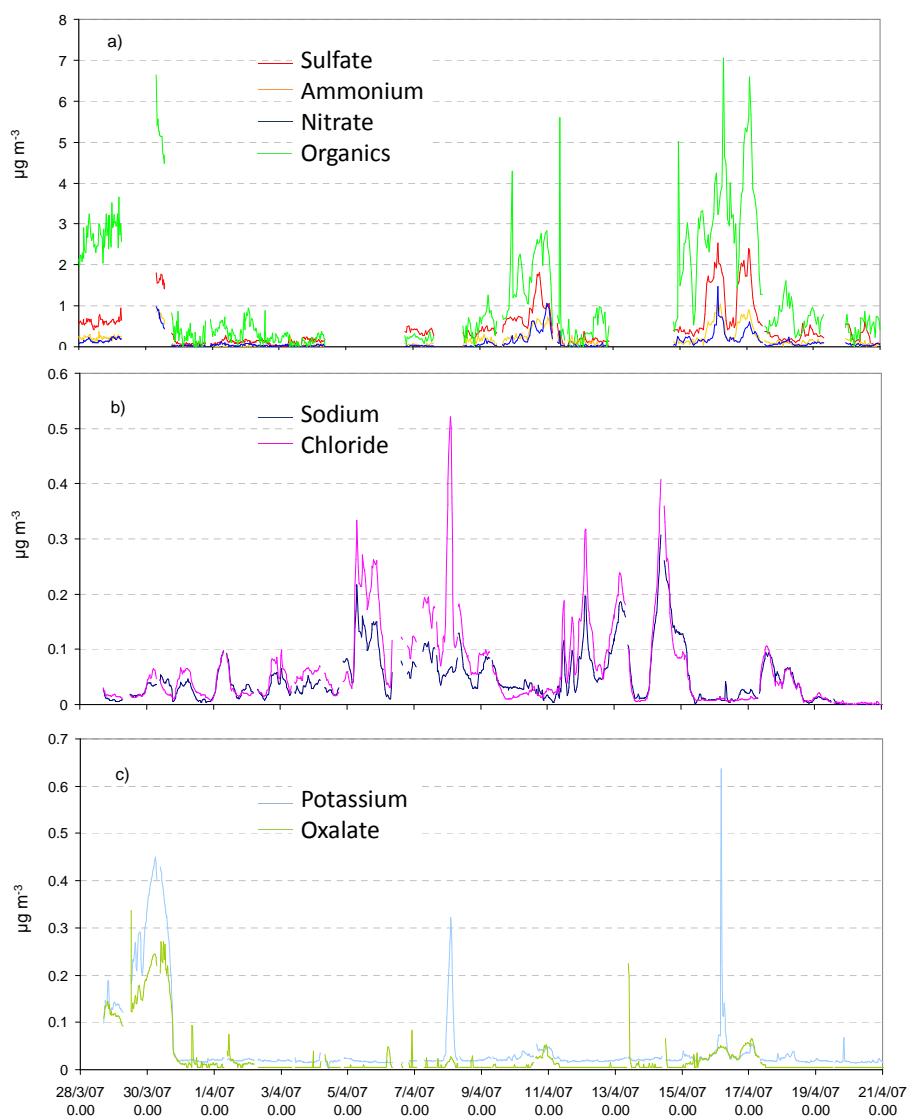 a)
Sulfate
Ammonium
Nitrate
Organics
8
7
6
5
4
3
2
1
0
µg m-3
b)
Sodium
Chloride
0.6
0.5
0.4
0.3
0.2
0.1
0
µg m-3
c)
Potassium
Oxalate
0.7
0.6
0.5
0.4
0.3
0.2
0.1
0
µg m-3
28/3/07 30/3/07 1/4/07 3/4/07 5/4/07 7/4/07 9/4/07 11/4/07 13/4/07 15/4/07 17/4/07 19/4/07 21/4/07
0.00 0.00 0.00 0.00 0.00 0.00 0.00 0.00 0.00 0.00 0.00 0.00 0.00